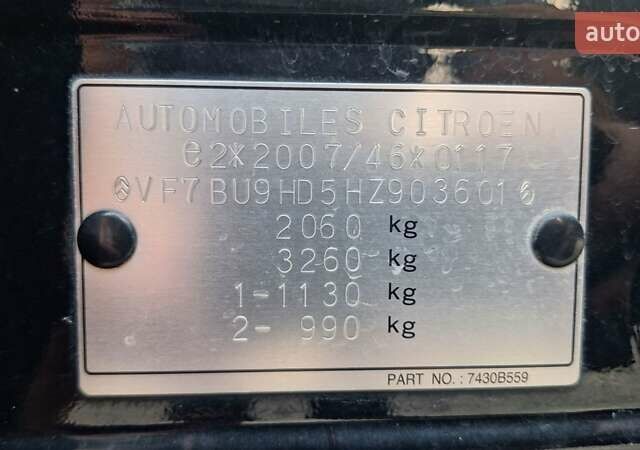 auto
AUTOMOBILES CITROEN
e2*2007/46*0117
VF7BU9HD5HZ903601
2060 kg
3260 kg
1-1130 kg
2- 990 kg
PART NO. : 7430B559